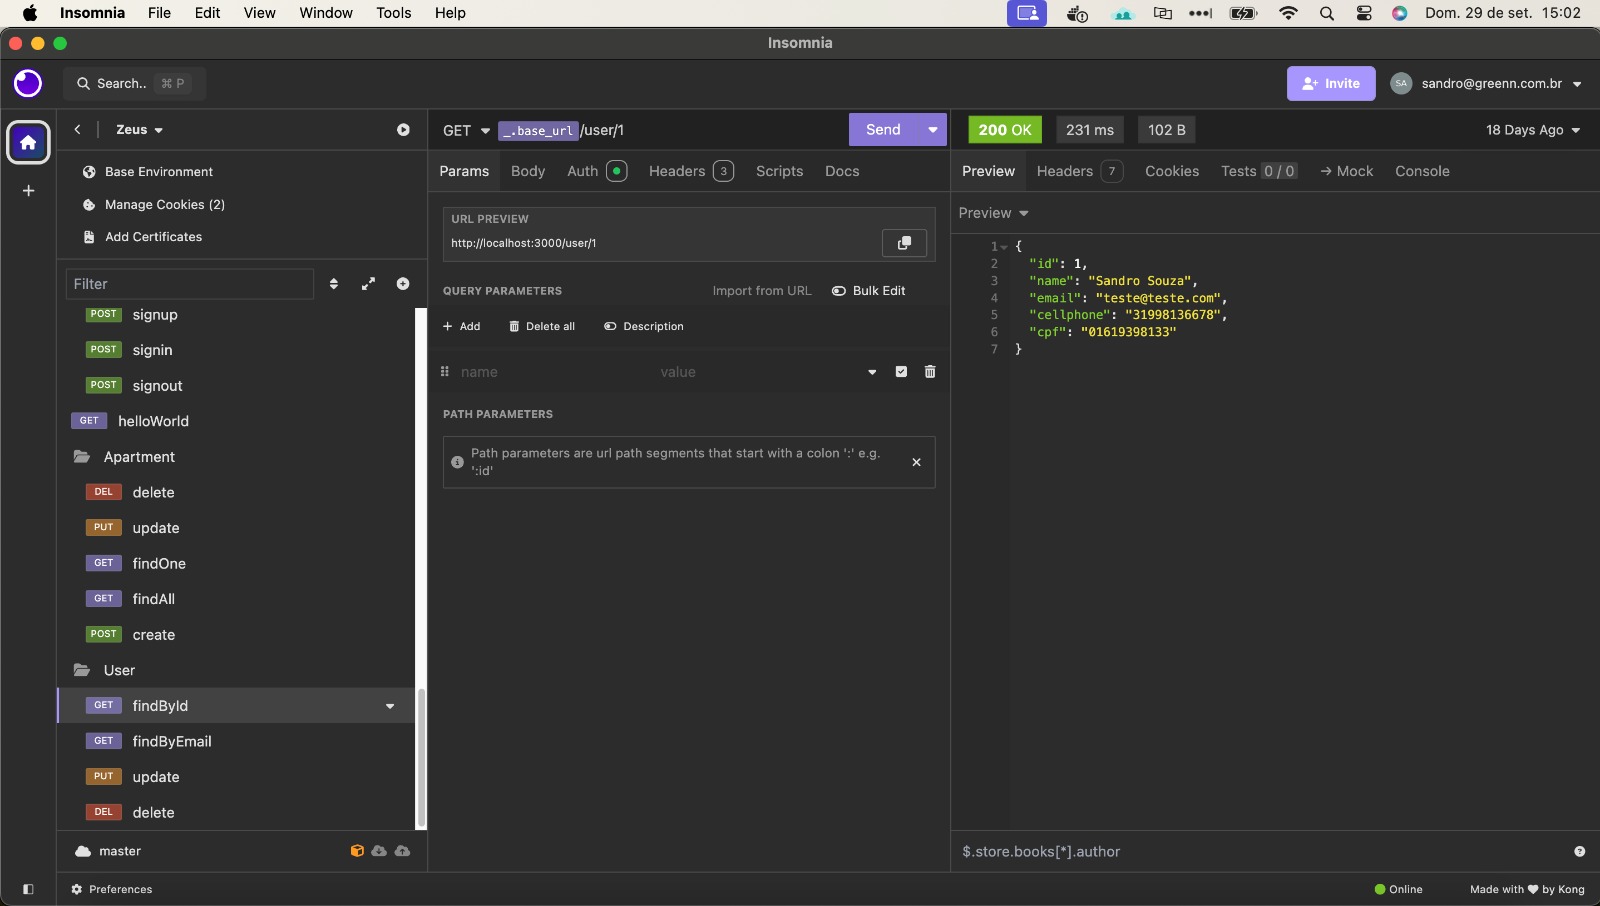 Insomnia File Edit View Window Tools Help
Dom. 29 de set. 15:02
Insomnia
Search.. ⌘ P
Invite
SA sandro@greenn.com.br
Zeus
Base Environment
Manage Cookies (2)
Add Certificates
Filter
POST signup
POST signin
POST signout
GET helloWorld
Apartment
DEL delete
PUT update
GET findOne
GET findAll
POST create
User
GET findById
GET findByEmail
PUT update
DEL delete
master
Preferences
GET _.base_url/user/1
Send
Params Body Auth Headers 3 Scripts Docs
URL PREVIEW
http://localhost:3000/user/1
QUERY PARAMETERS Import from URL Bulk Edit
+ Add Delete all Description
name value
PATH PARAMETERS
Path parameters are url path segments that start with a colon ':' e.g.
':id'
200 OK 231 ms 102 B 18 Days Ago
Preview Headers 7 Cookies Tests 0 / 0 → Mock Console
Preview
1 {
2 "id": 1,
3 "name": "Sandro Souza",
4 "email": "teste@teste.com",
5 "cellphone": "31998136678",
6 "cpf": "01619398133"
7 }
$.store.books[*].author
Online
Made with ❤ by Kong